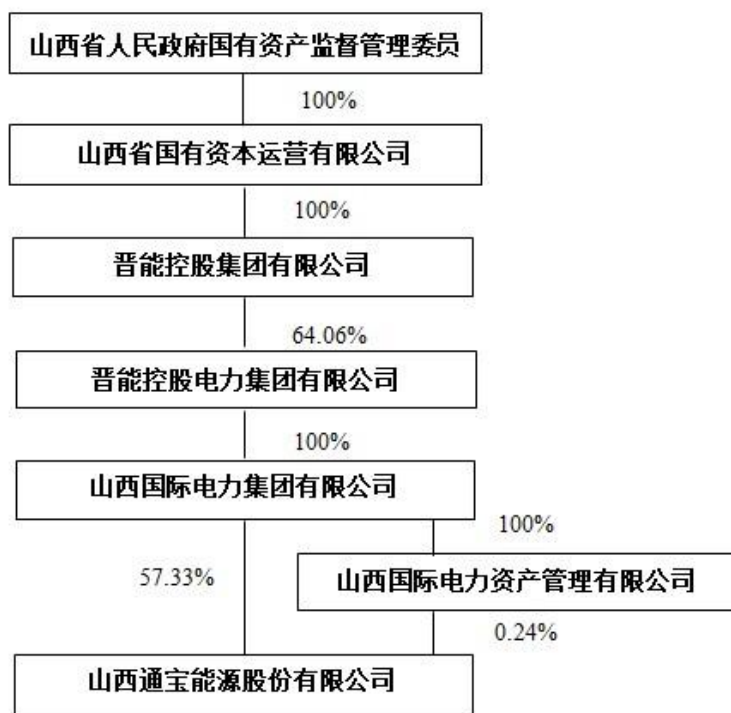 山西省人民政府国有资产监督管理委员
100%
山西省国有资本运营有限公司
100%
晋能控股集团有限公司
64.06%
晋能控股电力集团有限公司
100%
山西国际电力集团有限公司
100%
57.33%
山西国际电力资产管理有限公司
0.24%
山西通宝能源股份有限公司